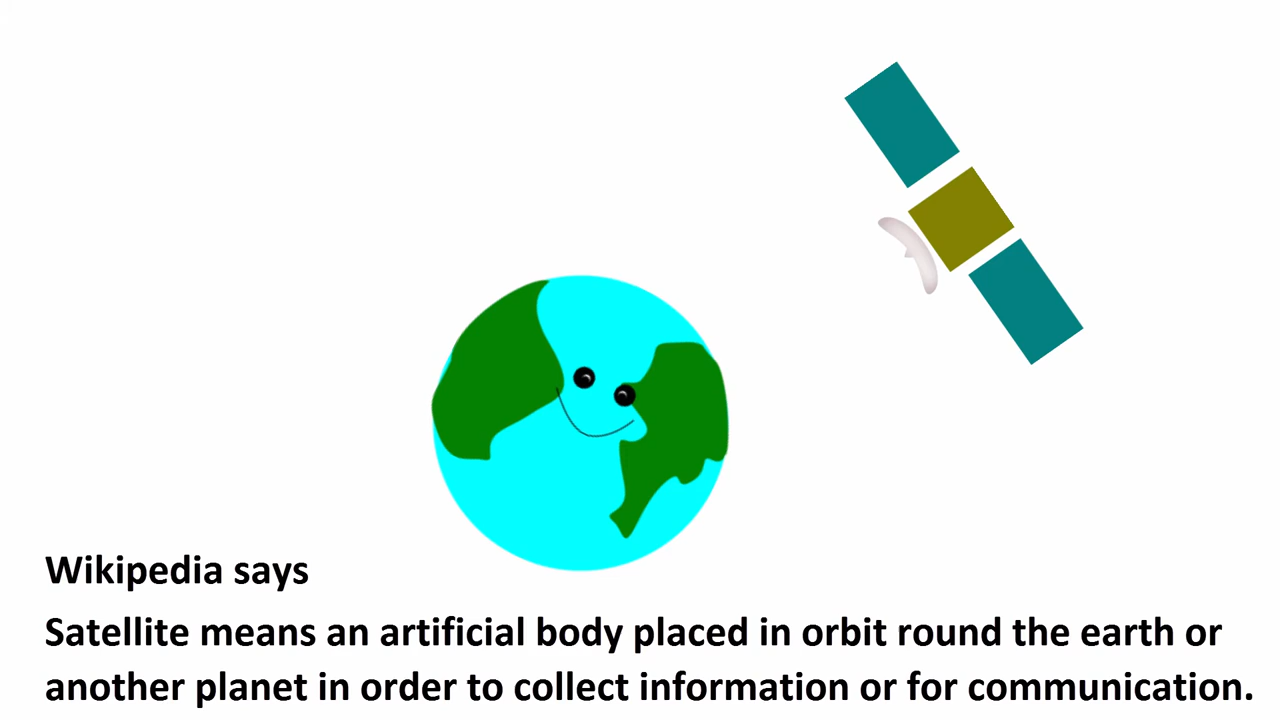 Wikipedia says
Satellite means an artificial body placed in orbit round the earth or
another planet in order to collect information or for communication.